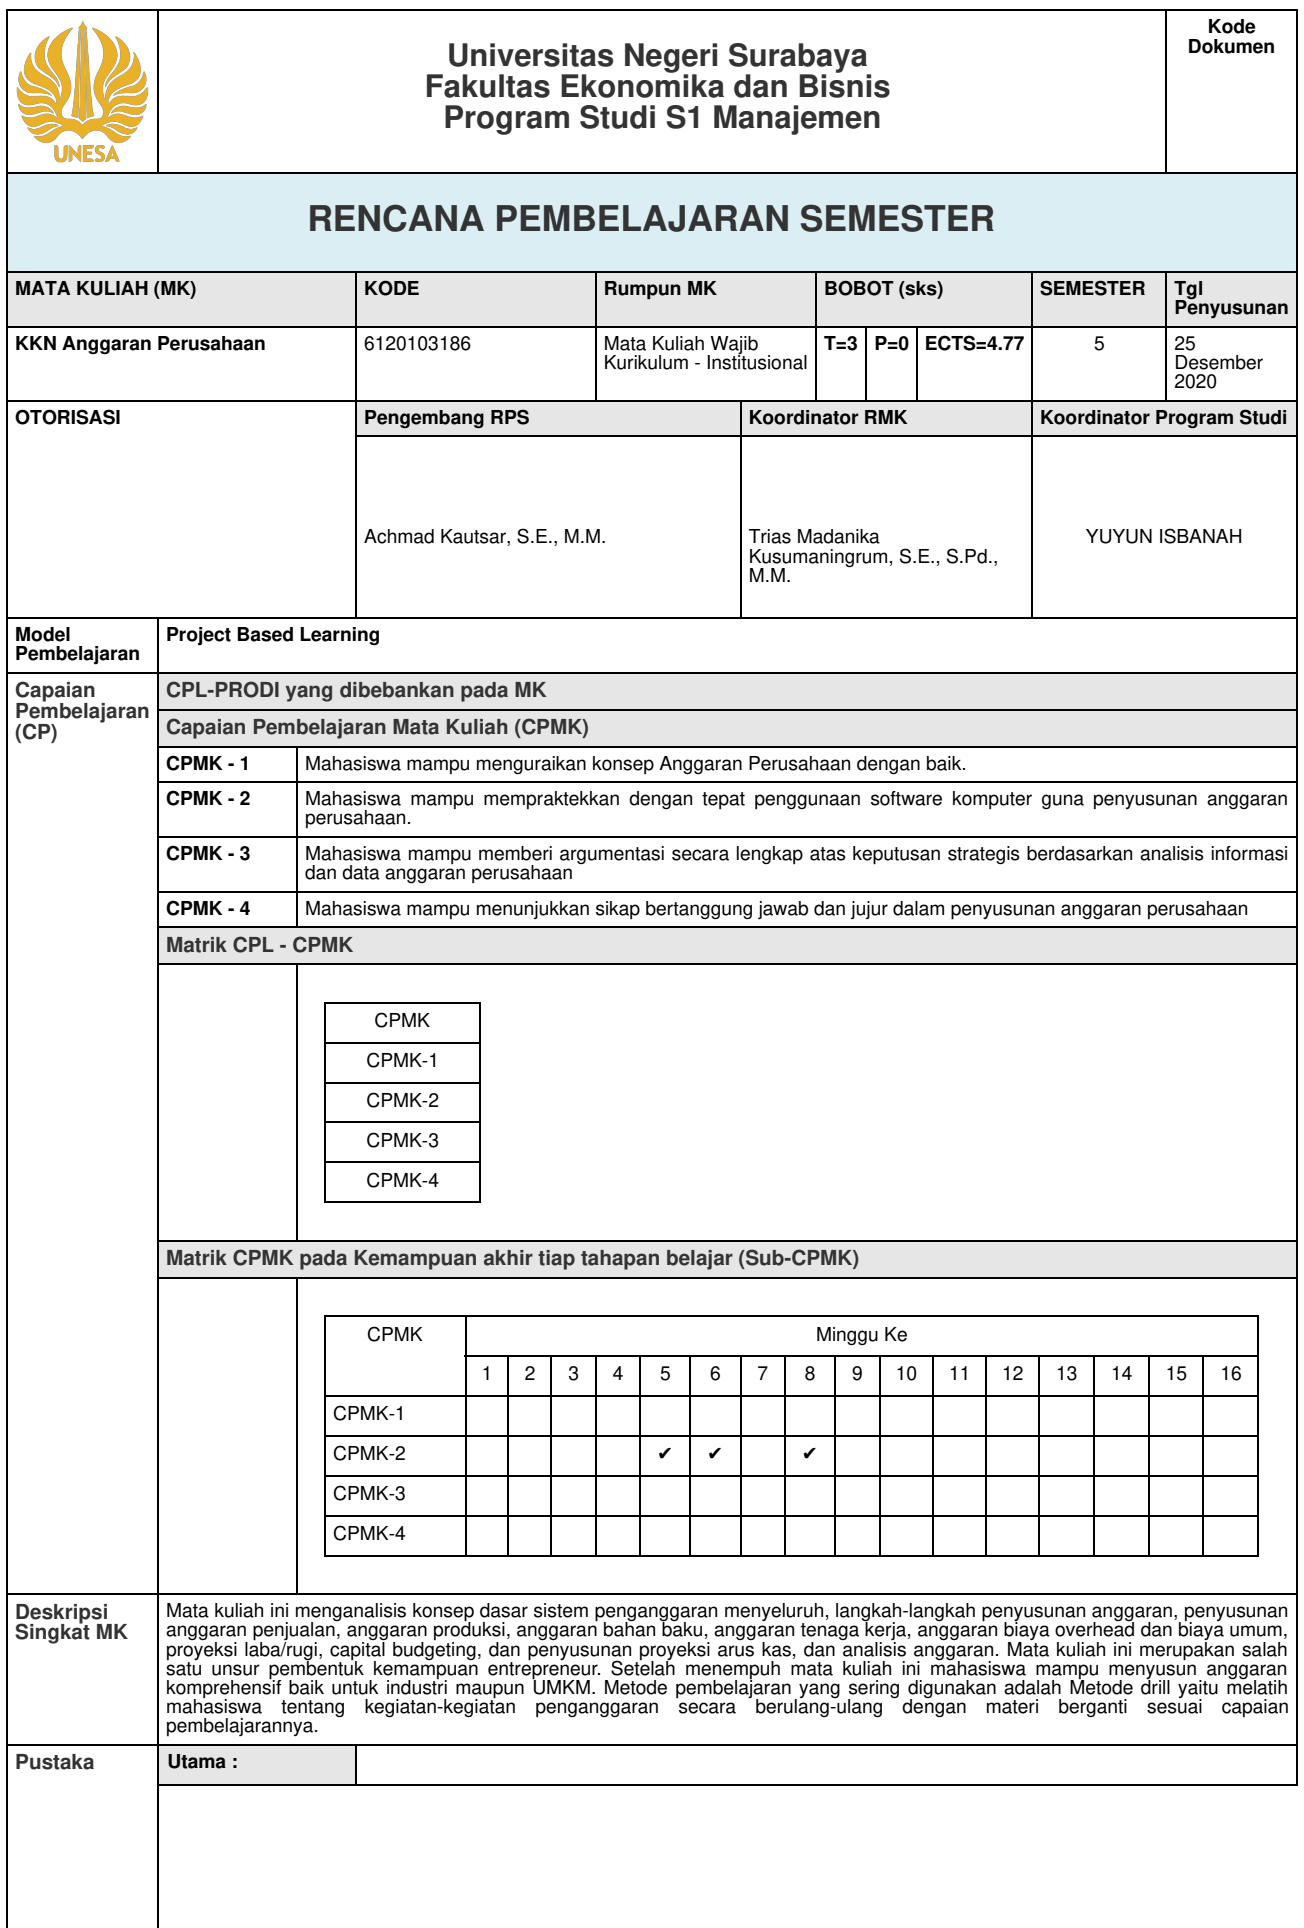 UNESA
Universitas Negeri Surabaya
Fakultas Ekonomika dan Bisnis
Program Studi S1 Manajemen
Kode
Dokumen
RENCANA PEMBELAJARAN SEMESTER
MATA KULIAH (MK) KODE Rumpun MK BOBOT (sks) SEMESTER Tgl
Penyusunan
KKN Anggaran Perusahaan 6120103186 Mata Kuliah Wajib
Kurikulum - Institusional
T=3 P=0 ECTS=4.77 5 25
Desember
2020
OTORISASI Pengembang RPS Koordinator RMK Koordinator Program Studi
Achmad Kautsar, S.E., M.M. Trias Madanika
Kusumaningrum, S.E., S.Pd.,
M.M.
YUYUN ISBANAH
Model
Pembelajaran
Project Based Learning
Capaian
Pembelajaran
(CP)
CPL-PRODI yang dibebankan pada MK
Capaian Pembelajaran Mata Kuliah (CPMK)
CPMK - 1 Mahasiswa mampu menguraikan konsep Anggaran Perusahaan dengan baik.
CPMK - 2 Mahasiswa mampu mempraktekkan dengan tepat penggunaan software komputer guna penyusunan anggaran
perusahaan.
CPMK - 3 Mahasiswa mampu memberi argumentasi secara lengkap atas keputusan strategis berdasarkan analisis informasi
dan data anggaran perusahaan
CPMK - 4 Mahasiswa mampu menunjukkan sikap bertanggung jawab dan jujur dalam penyusunan anggaran perusahaan
Matrik CPL - CPMK
CPMK
CPMK-1
CPMK-2
CPMK-3
CPMK-4
Matrik CPMK pada Kemampuan akhir tiap tahapan belajar (Sub-CPMK)
CPMK Minggu Ke
1 2 3 4 5 6 7 8 9 10 11 12 13 14 15 16
CPMK-1
CPMK-2 ✔ ✔ ✔
CPMK-3
CPMK-4
Deskripsi
Singkat MK
Mata kuliah ini menganalisis konsep dasar sistem penganggaran menyeluruh, langkah-langkah penyusunan anggaran, penyusunan
anggaran penjualan, anggaran produksi, anggaran bahan baku, anggaran tenaga kerja, anggaran biaya overhead dan biaya umum,
proyeksi laba/rugi, capital budgeting, dan penyusunan proyeksi arus kas, dan analisis anggaran. Mata kuliah ini merupakan salah
satu unsur pembentuk kemampuan entrepreneur. Setelah menempuh mata kuliah ini mahasiswa mampu menyusun anggaran
komprehensif baik untuk industri maupun UMKM. Metode pembelajaran yang sering digunakan adalah Metode drill yaitu melatih
mahasiswa tentang kegiatan-kegiatan penganggaran secara berulang-ulang dengan materi berganti sesuai capaian
pembelajarannya.
Pustaka Utama :